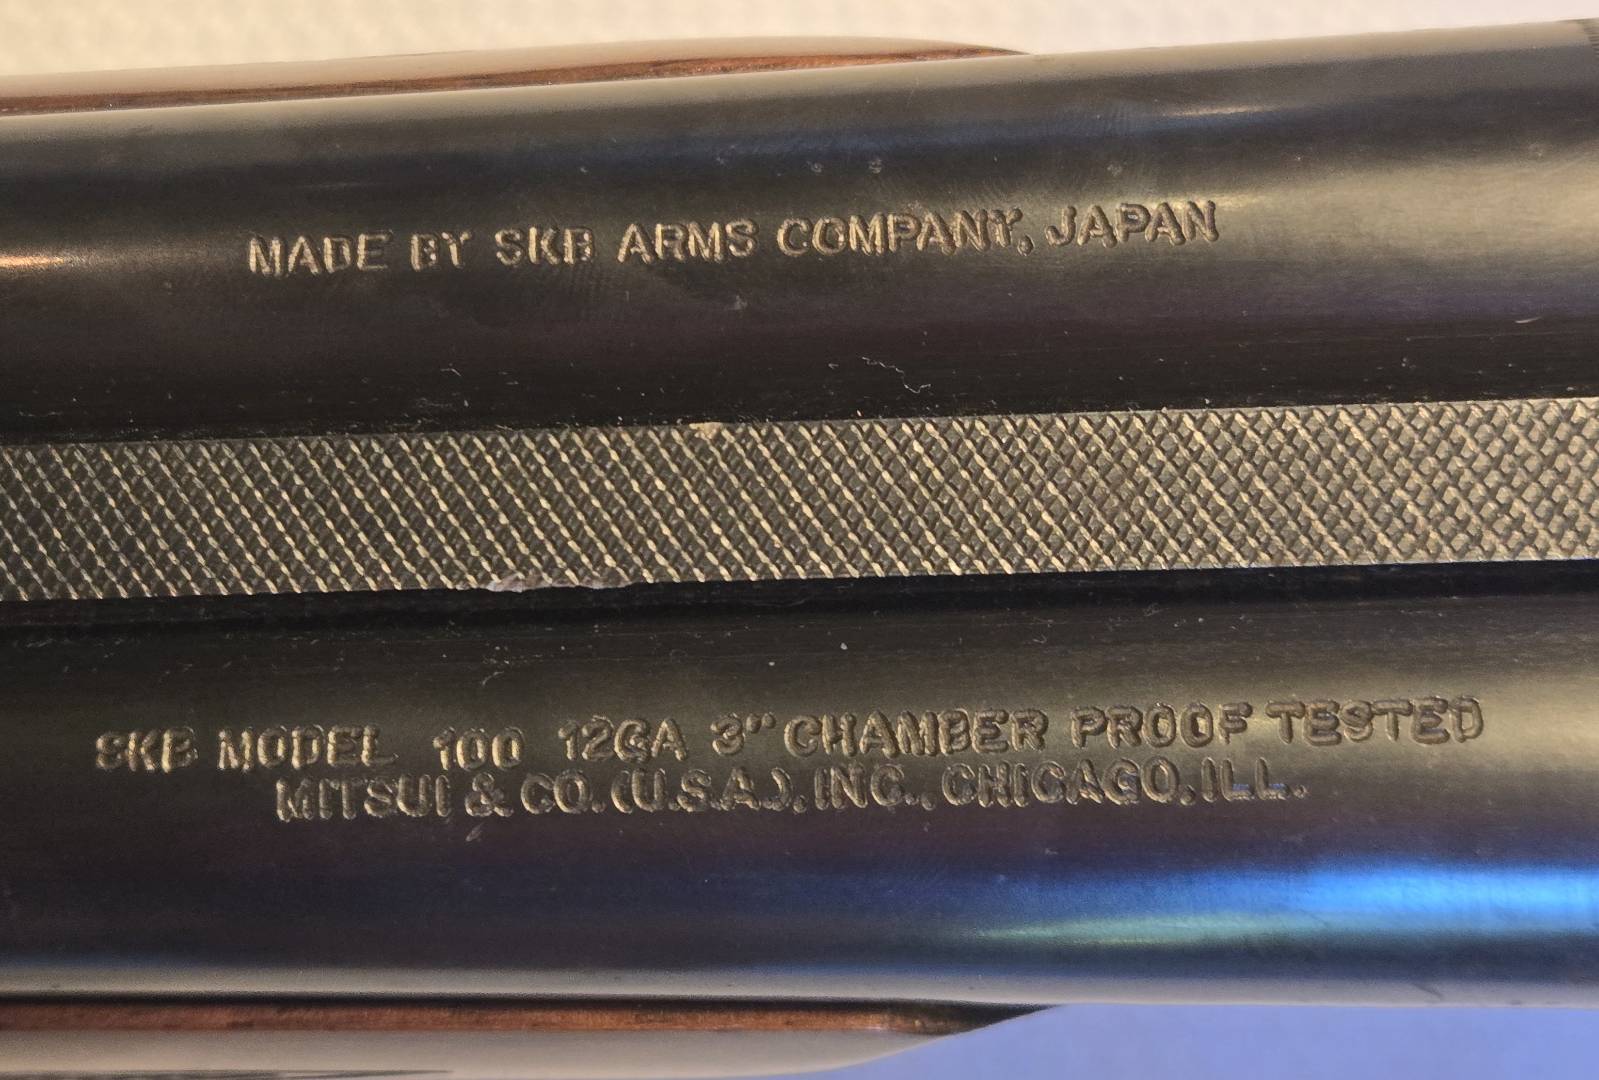 MADE BY SKB ARMS COMPANY, JAPAN
SKB MODEL 100 12GA 3" CHAMBER PROOF TESTED
MITSUI & CO. (U.S.A.), INC., CHICAGO, ILL.